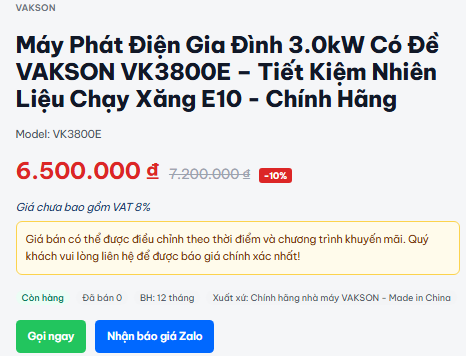 VAKSON
Máy Phát Điện Gia Đình 3.0kW Có Đề
VAKSON VK3800E – Tiết Kiệm Nhiên
Liệu Chạy Xăng E10 - Chính Hãng
Model: VK3800E
6.500.000 ₫ 7.200.000 ₫ -10%
Giá chưa bao gồm VAT 8%
Giá bán có thể được điều chỉnh theo thời điểm và chương trình khuyến mãi. Quý
khách vui lòng liên hệ để được báo giá chính xác nhất!
Còn hàng Đã bán 0 BH: 12 tháng Xuất xứ: Chính hãng nhà máy VAKSON - Made in China
Gọi ngay Nhận báo giá Zalo